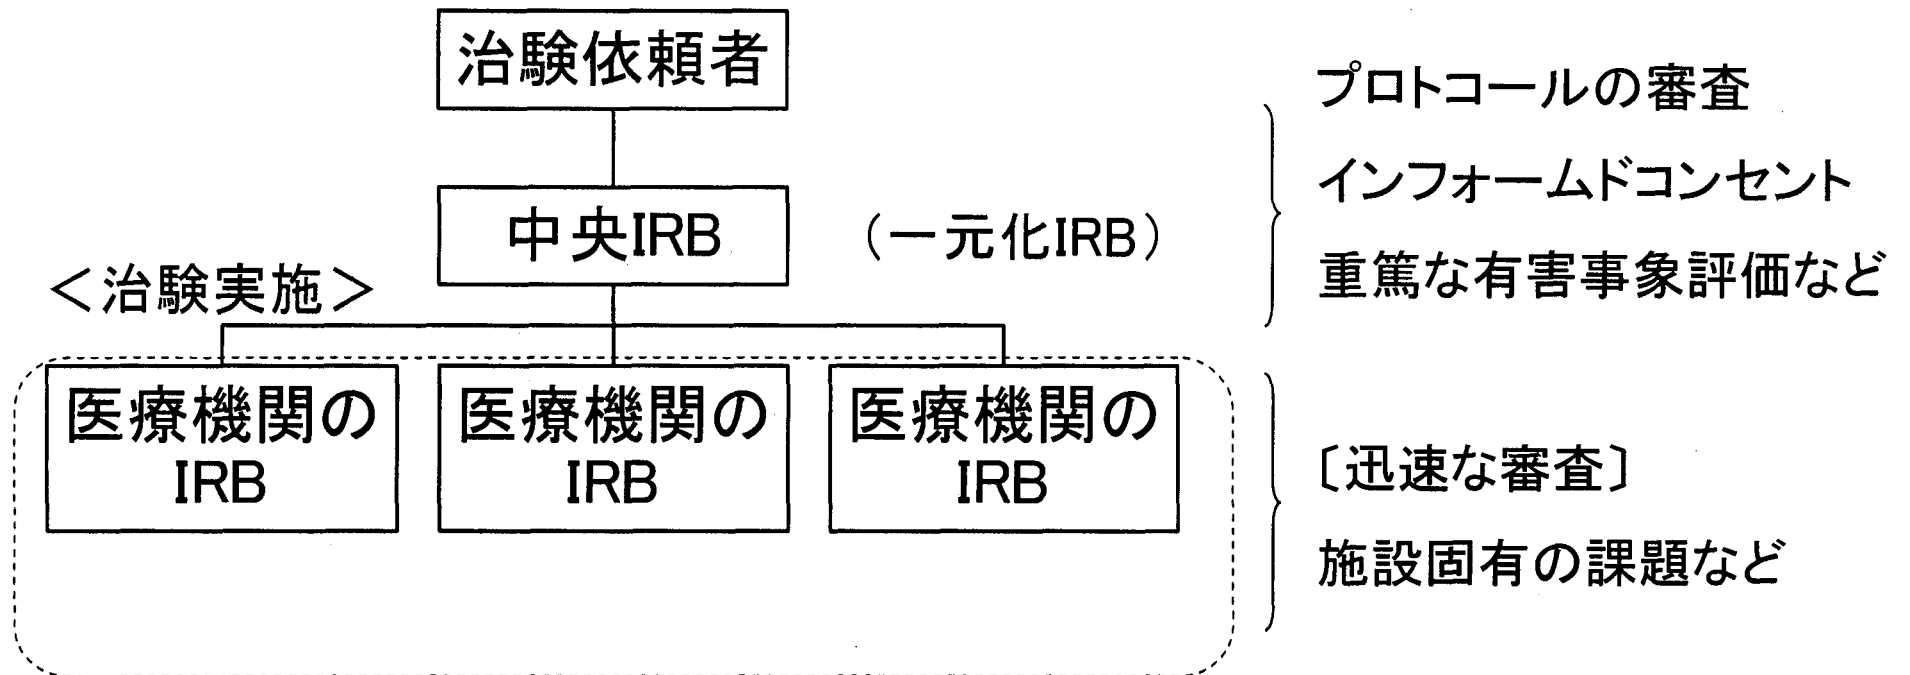 治験依頼者
プロトコールの審査
インフォームドコンセント
中央IRB
(一元化IRB)
重篤な有害事象評価など
<治験実施>
医療機関の
IRB
医療機関の
IRB
医療機関の
IRB
〔迅速な審査〕
施設固有の課題など